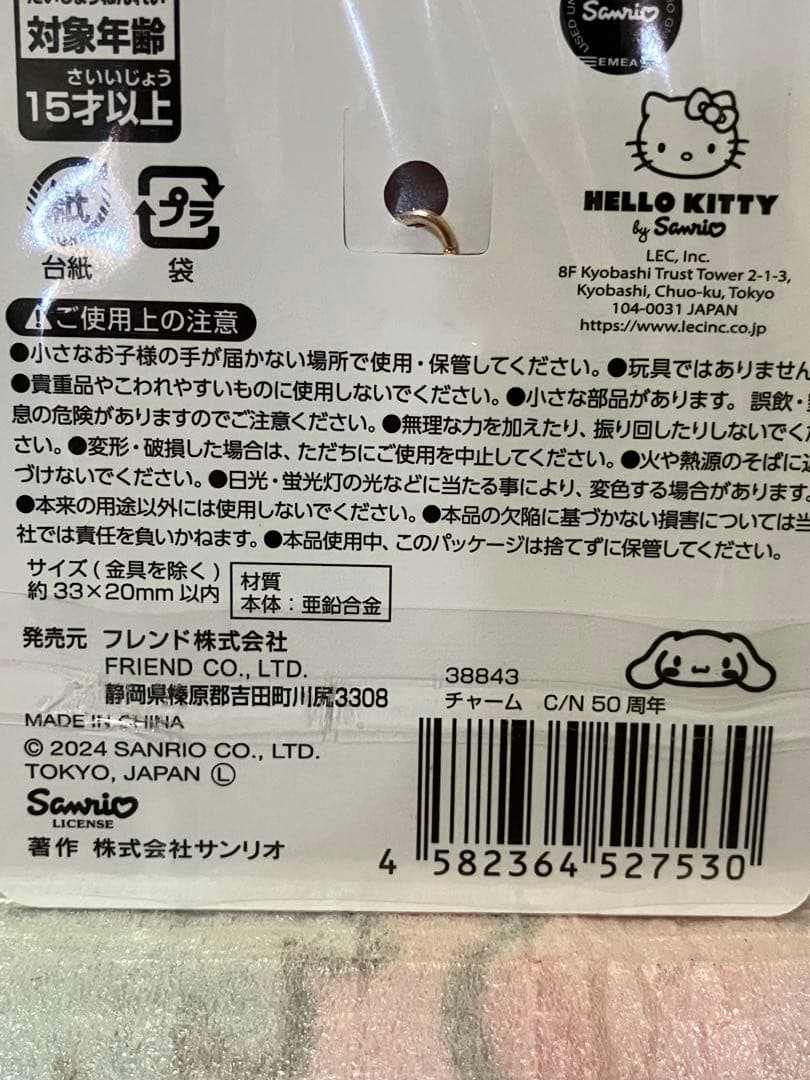 たいしょうねんれい
対象年齢
さいいじょう
15才以上
Sanrio
USED UN
EMEA
紙
台紙
プラ
袋
HELLO KITTY
by Sanrio
LEC, Inc.
8F Kyobashi Trust Tower 2-1-3,
Kyobashi, Chuo-ku, Tokyo
104-0031 JAPAN
https://www.lecinc.co.jp
⚠ご使用上の注意
●小さなお子様の手が届かない場所で使用・保管してください。●玩具ではありません
●貴重品やこわれやすいものに使用しないでください。●小さな部品があります。誤飲・
息の危険がありますのでご注意ください。●無理な力を加えたり、振り回したりしないでくだ
さい。●変形・破損した場合は、ただちにご使用を中止してください。●火や熱源のそばに近
づけないでください。●日光・蛍光灯の光などに当たる事により、変色する場合があります。
●本来の用途以外には使用しないでください。●本品の欠陥に基づかない損害については当
社では責任を負いかねます。●本品使用中、このパッケージは捨てずに保管してください。
サイズ(金具を除く)
約33×20mm以内
材質
本体:亜鉛合金
発売元 フレンド株式会社
FRIEND CO., LTD.
静岡県榛原郡吉田町川尻3308
MADE IN CHINA
© 2024 SANRIO CO., LTD.
TOKYO, JAPAN Ⓛ
Sanrio
LICENSE
著作 株式会社サンリオ
38843
チャーム C/N 50周年
4 582364 527530